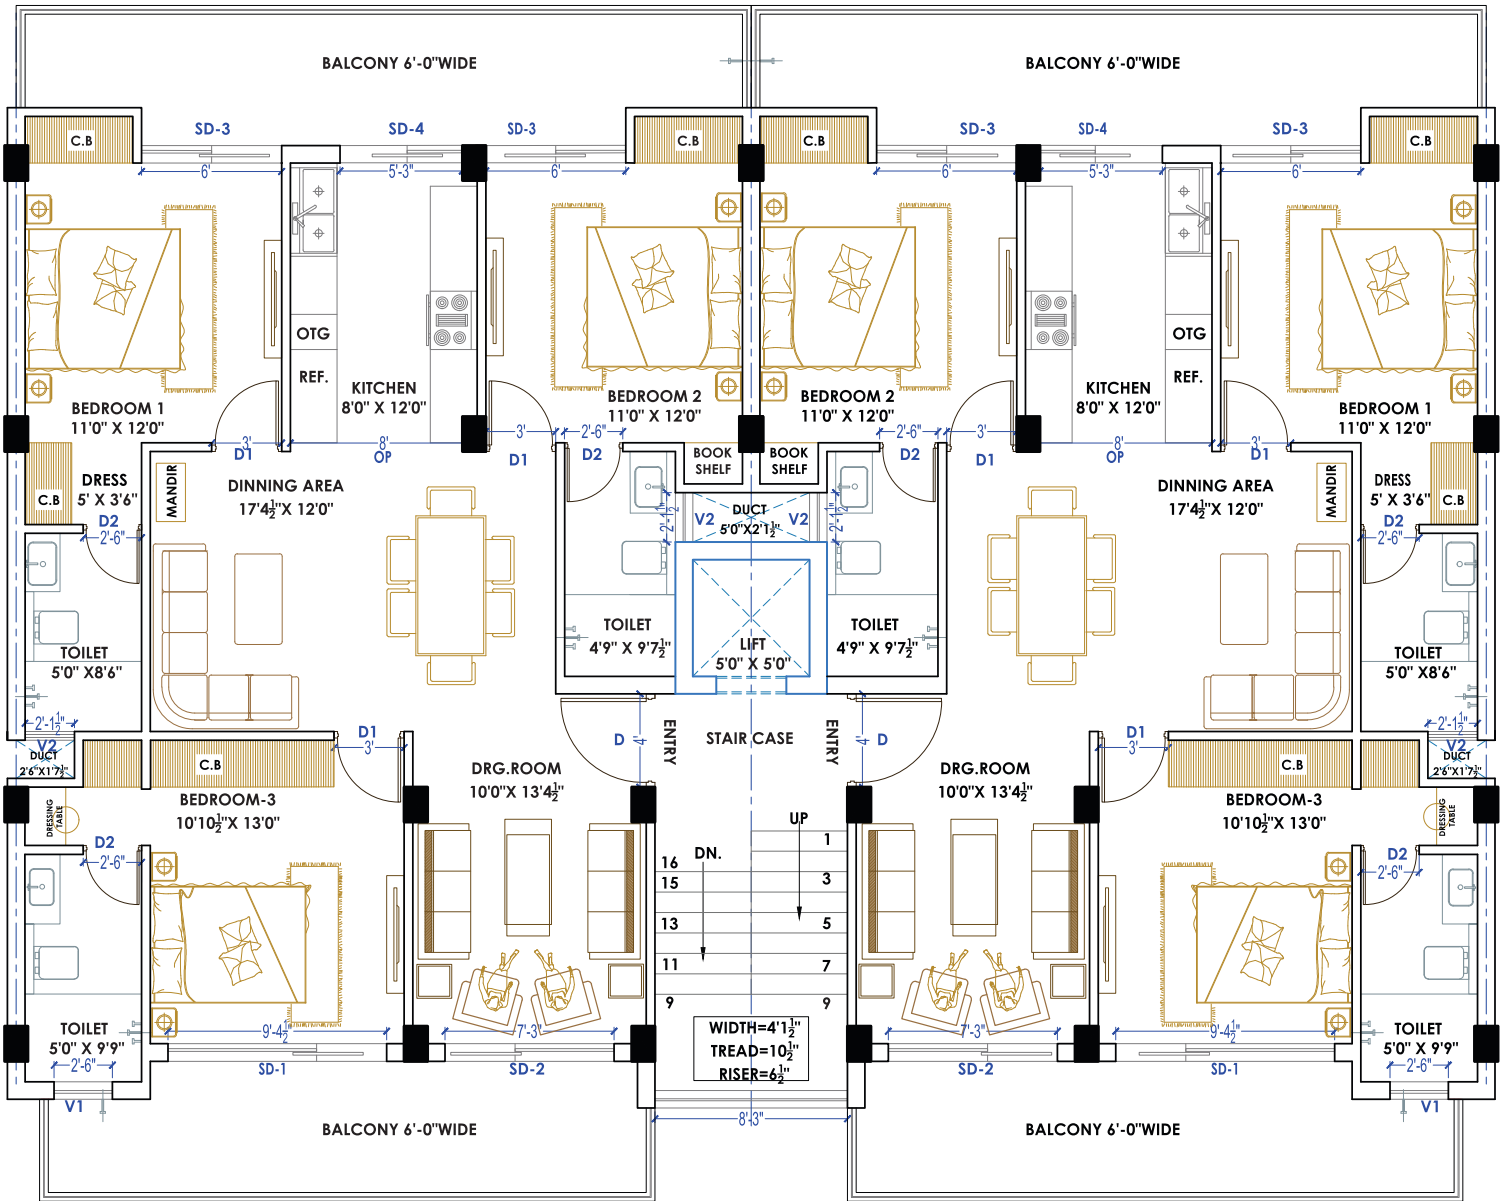 BALCONY 6'-0"WIDE
BALCONY 6'-0"WIDE
C.B
SD-3
SD-4
SD-3
C.B
C.B
SD-3
SD-4
SD-3
C.B
6'
5'-3"
6'
6'
5'-3"
6'
OTG
OTG
REF.
REF.
BEDROOM 1
11'0" X 12'0"
KITCHEN
8'0" X 12'0"
BEDROOM 2
11'0" X 12'0"
BEDROOM 2
11'0" X 12'0"
KITCHEN
8'0" X 12'0"
BEDROOM 1
11'0" X 12'0"
3'
D1
8'
OP
3'
D1
2'-6"
D2
2'-6"
D2
3'
D1
8'
OP
3'
D1
BOOK
SHELF
BOOK
SHELF
DRESS
5' X 3'6"
C.B
MANDIR
DINNING AREA
17'4½"X 12'0"
DINNING AREA
17'4½"X 12'0"
MANDIR
DRESS
5' X 3'6"
C.B
D2
2'-6"
D2
2'-6"
2'-1½"
V2
DUCT
5'0"X2'1½"
V2
2'-1½"
TOILET
5'0" X8'6"
TOILET
4'9" X 9'7½"
LIFT
5'0" X 5'0"
TOILET
4'9" X 9'7½"
TOILET
5'0" X8'6"
2'-1½"
V2
DUCT
2'6"X1'7½"
2'-1½"
V2
DUCT
2'6"X1'7½"
D1
3'
D
4'
ENTRY
STAIR CASE
ENTRY
4'
D
D1
3'
C.B
C.B
DRG.ROOM
10'0"X 13'4½"
DRG.ROOM
10'0"X 13'4½"
BEDROOM-3
10'10½"X 13'0"
BEDROOM-3
10'10½"X 13'0"
DRESSING
TABLE
DRESSING
TABLE
D2
2'-6"
D2
2'-6"
UP
DN.
1
16
15
3
13
5
11
7
9
9
TOILET
5'0" X 9'9"
TOILET
5'0" X 9'9"
9'-4½"
7'-3"
7'-3"
9'-4½"
WIDTH=4'1½"
TREAD=10½"
RISER=6½"
2'-6"
V1
SD-1
SD-2
SD-2
SD-1
2'-6"
V1
8'-3"
BALCONY 6'-0"WIDE
BALCONY 6'-0"WIDE